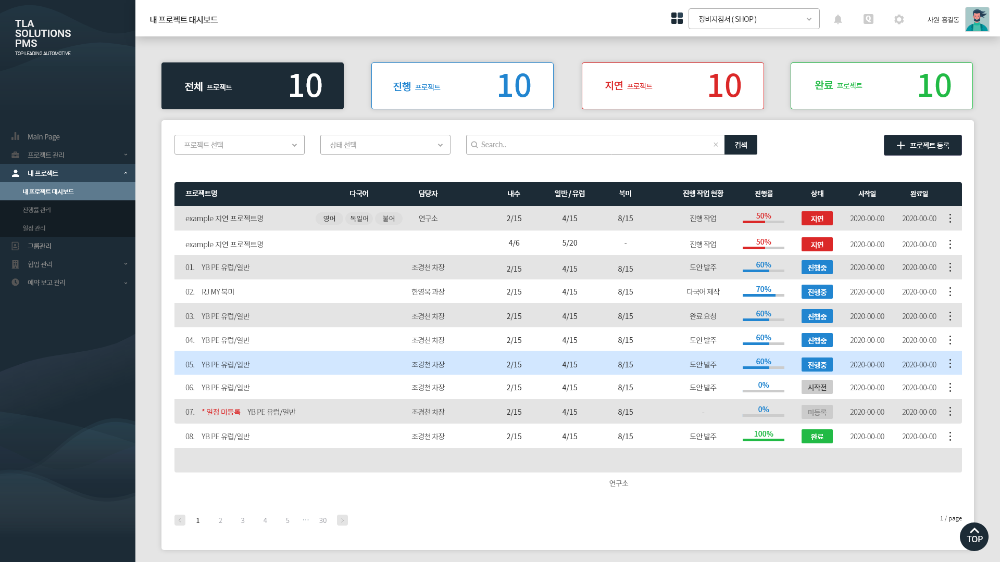 TLA
SOLUTIONS
PMS
TOP LEADING AUTOMOTIVE
Main Page
프로젝트 관리
내 프로젝트
내 프로젝트 대시보드
진행률 관리
일정 관리
그룹관리
협업 관리
예약 보고 관리
내 프로젝트 대시보드
정비지침서 ( SHOP )
Q
사원 홍길동
전체 프로젝트 10
진행 프로젝트 10
지연 프로젝트 10
완료 프로젝트 10
프로젝트 선택
상태 선택
Search..
검색
프로젝트 등록
프로젝트명 다국어 담당자 내수 일반 / 유럽 북미 진행 작업 현황 진행률 상태 시작일 완료일
example 지연 프로젝트명 영어 독일어 불어 연구소 2/15 4/15 8/15 진행 작업 50% 지연 2020-00-00 2020-00-00
example 지연 프로젝트명 4/6 5/20 - 진행 작업 50% 지연 2020-00-00 2020-00-00
01. YB PE 유럽/일반 조경천 차장 2/15 4/15 8/15 도안 발주 60% 진행중 2020-00-00 2020-00-00
02. RJ MY 북미 한영욱 과장 2/15 4/15 8/15 다국어 제작 70% 진행중 2020-00-00 2020-00-00
03. YB PE 유럽/일반 조경천 차장 2/15 4/15 8/15 완료 요청 60% 진행중 2020-00-00 2020-00-00
04. YB PE 유럽/일반 조경천 차장 2/15 4/15 8/15 도안 발주 60% 진행중 2020-00-00 2020-00-00
05. YB PE 유럽/일반 조경천 차장 2/15 4/15 8/15 도안 발주 60% 진행중 2020-00-00 2020-00-00
06. YB PE 유럽/일반 조경천 차장 2/15 4/15 8/15 도안 발주 0% 시작전 2020-00-00 2020-00-00
07. * 일정 미등록 YB PE 유럽/일반 조경천 차장 2/15 4/15 8/15 - 0% 미등록 2020-00-00 2020-00-00
08. YB PE 유럽/일반 조경천 차장 2/15 4/15 8/15 도안 발주 100% 완료 2020-00-00 2020-00-00
연구소
1 2 3 4 5 ··· 30
1 / page
TOP